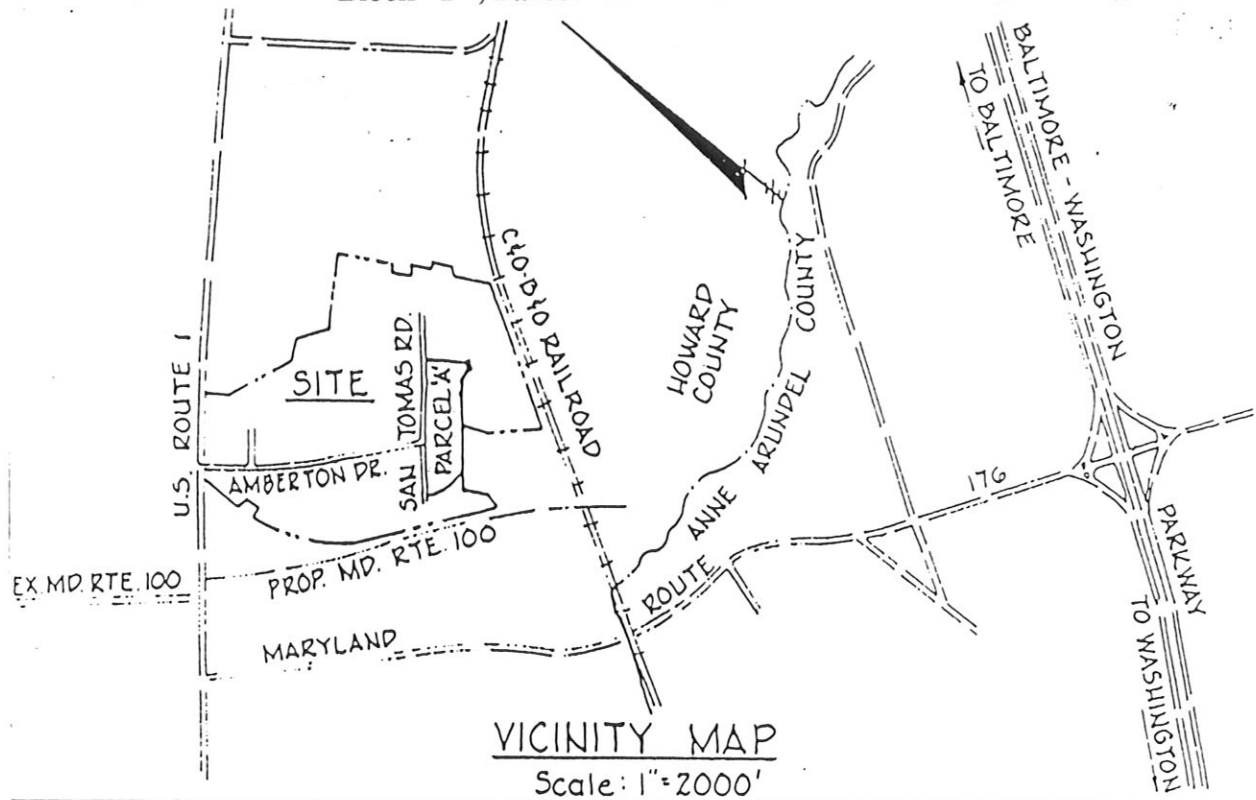 BALTIMORE - WASHINGTON
TO BALTIMORE
C&O-B&O RAILROAD
HOWARD
COUNTY
U.S. ROUTE 1
SITE
SAN TOMAS RD.
PARCEL 'A'
ANNE ARUNDEL COUNTY
AMBERTON DR.
176
PROP. MD. RTE. 100
EX. MD. RTE. 100
MARYLAND ROUTE
PARKWAY
TO WASHINGTON
VICINITY MAP
Scale: 1"=2000'